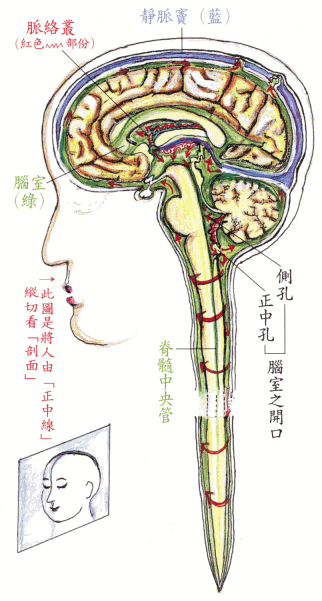 靜脈竇（藍）
脈絡叢
（紅色〰部份）
腦室
（綠）
側孔
正中孔
腦室之開口
脊髓中央管
→此圖是將人由「正中線」
縱切看「剖面」